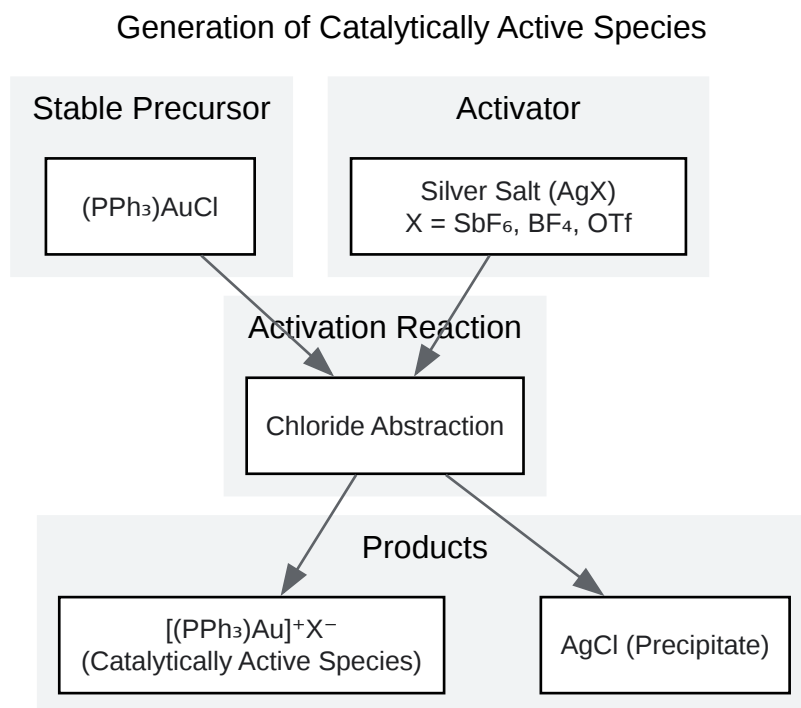 Generation of Catalytically Active Species
Stable Precursor
Activator
(PPh₃)AuCl
Silver Salt (AgX)
X = SbF₆, BF₄, OTf
Activation Reaction
Chloride Abstraction
Products
[(PPh₃)Au]⁺X⁻
(Catalytically Active Species)
AgCl (Precipitate)